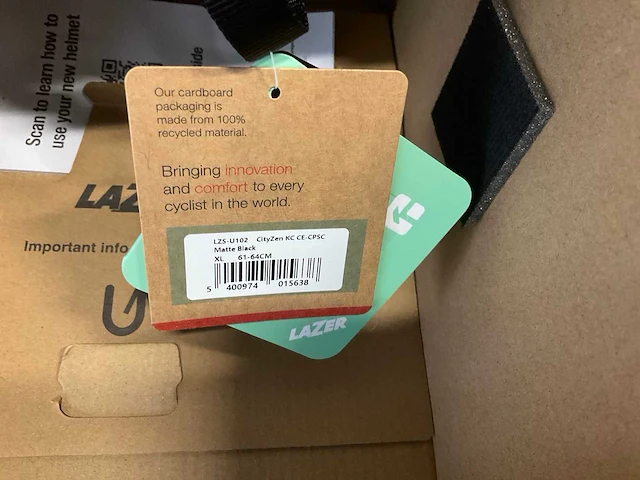 Scan to learn how to
use your new helmet
Our cardboard
packaging is
made from 100%
recycled material.
Bringing innovation
and comfort to every
cyclist in the world.
LZS-U102 CityZen KC CE-CPSC
Matte Black
XL 61-64CM
5 400974 015638
Important info
LAZER